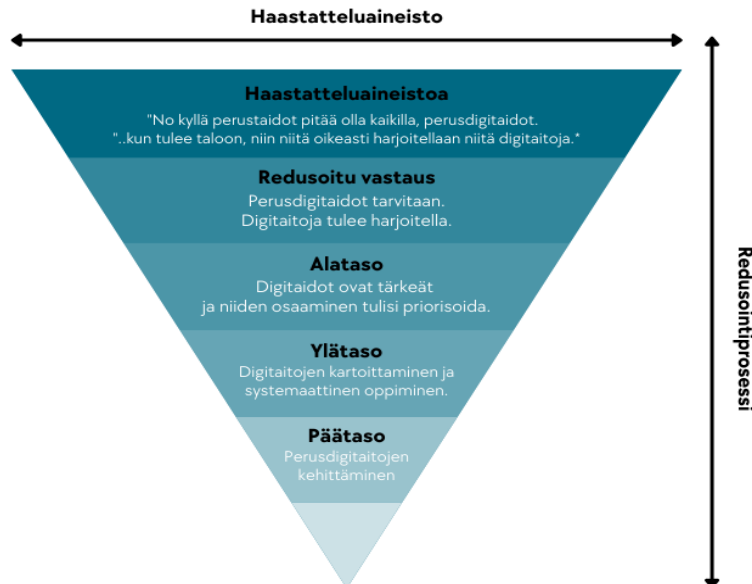 Haastatteluaineisto
Haastatteluaineistoa
"No kyllä perustaidot pitää olla kaikilla, perusdigitaidot.
"..kun tulee taloon, niin niitä oikeasti harjoitellaan niitä digitaitoja.*
Redusoitu vastaus
Perusdigitaidot tarvitaan.
Digitaitoja tulee harjoitella.
Alataso
Digitaidot ovat tärkeät
ja niiden osaaminen tulisi priorisoida.
Ylätaso
Digitaitojen kartoittaminen ja
systemaattinen oppiminen.
Päätaso
Perusdigitaitojen
kehittäminen
Redusointiprosessi